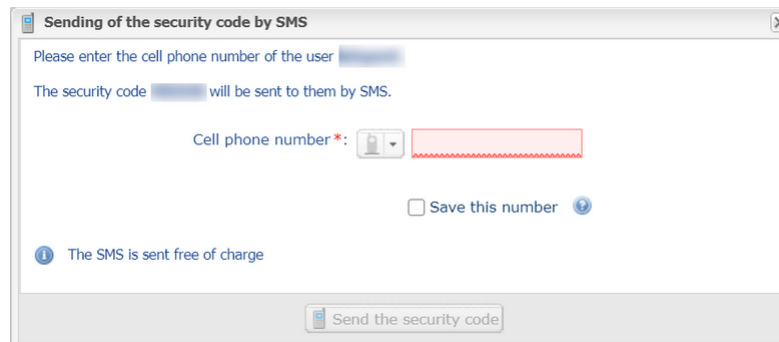 Sending of the security code by SMS
Please enter the cell phone number of the user
The security code will be sent to them by SMS.
Cell phone number*:
Save this number
The SMS is sent free of charge
Send the security code